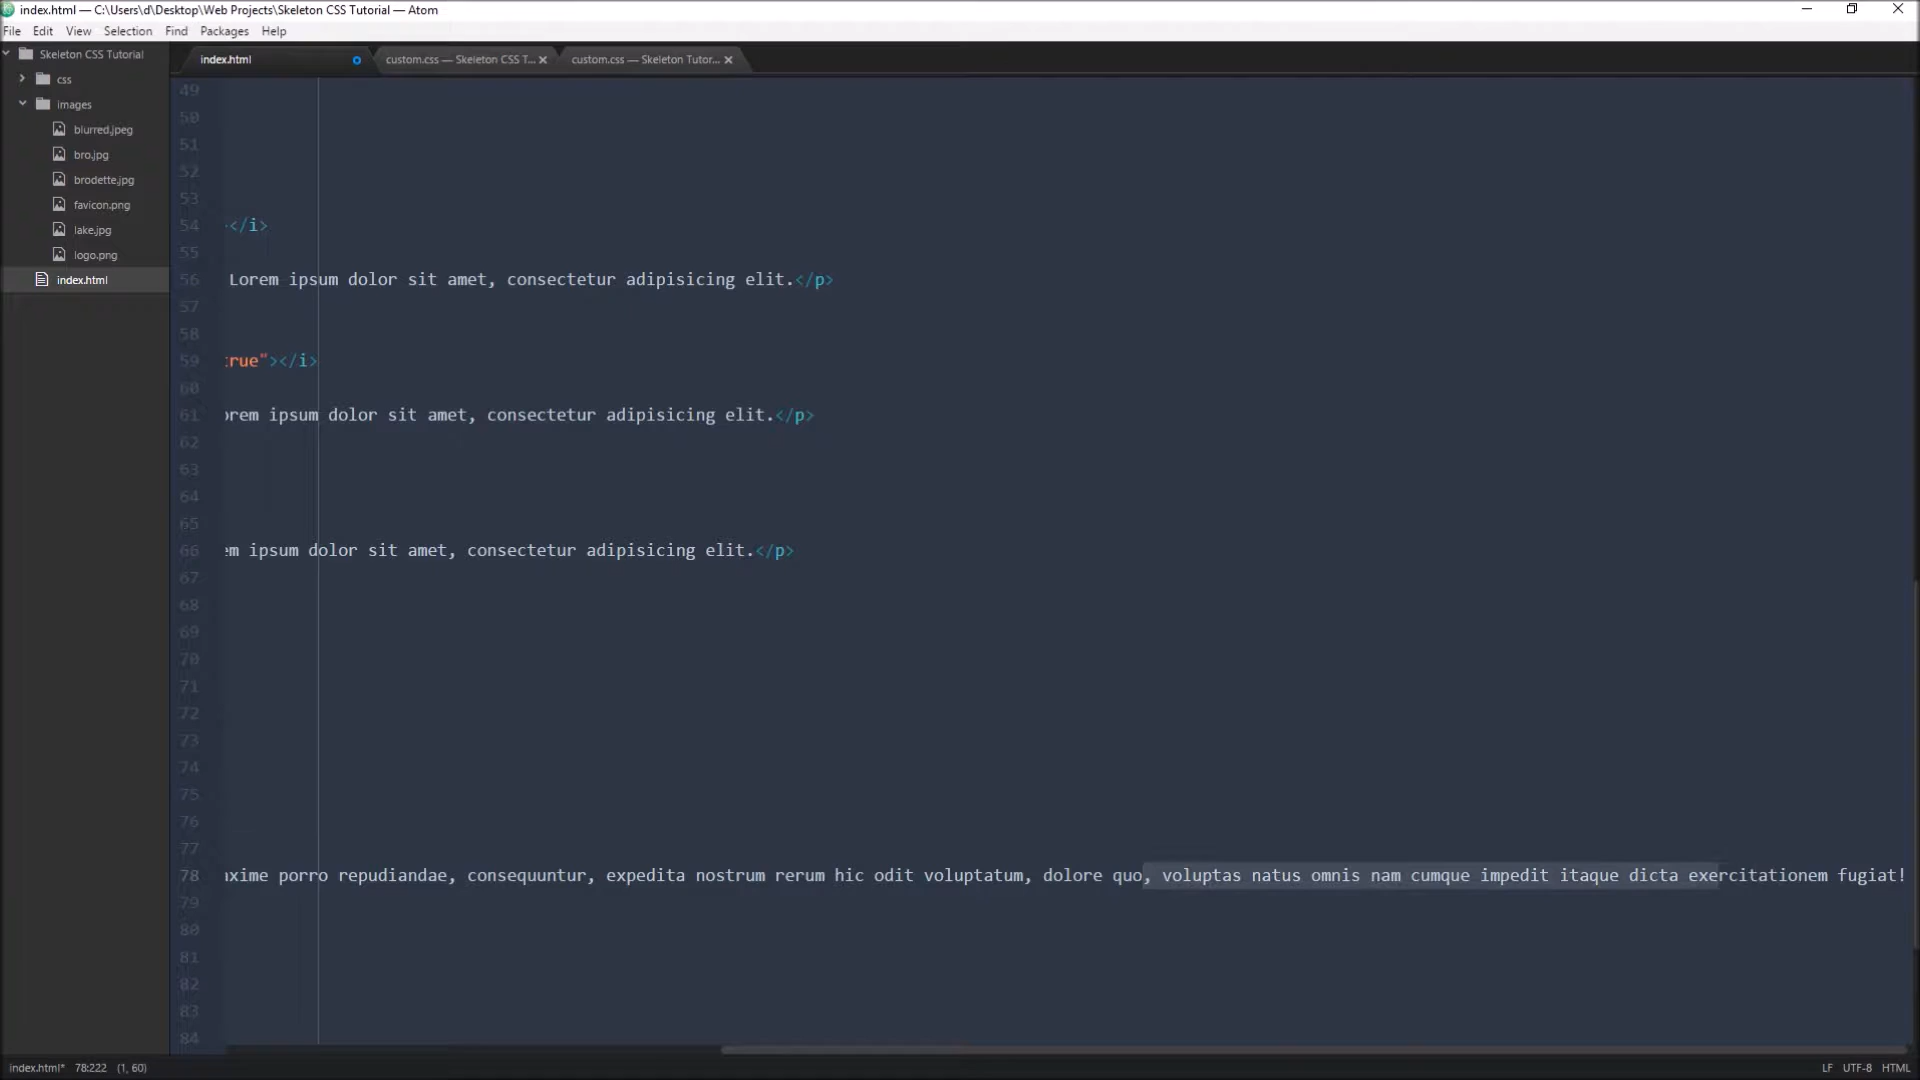 index.html — C:\Users\d\Desktop\Web Projects\Skeleton CSS Tutorial — Atom
File Edit View Selection Find Packages Help
Skeleton CSS Tutorial
css
images
blurred.jpeg
bro.jpg
brodette.jpg
favicon.png
lake.jpg
logo.png
index.html
index.html custom.css — Skeleton CSS T... custom.css — Skeleton Tutor...
49
50
51
52
53
54 ></i>
55
56 Lorem ipsum dolor sit amet, consectetur adipisicing elit.</p>
57
58
59 true"></i>
60
61 orem ipsum dolor sit amet, consectetur adipisicing elit.</p>
62
63
64
65
66 em ipsum dolor sit amet, consectetur adipisicing elit.</p>
67
68
69
70
71
72
73
74
75
76
77
78 axime porro repudiandae, consequuntur, expedita nostrum rerum hic odit voluptatum, dolore quo, voluptas natus omnis nam cumque impedit itaque dicta exercitationem fugiat!
79
80
81
82
83
84
index.html* 78:222 (1, 60) LF UTF-8 HTML